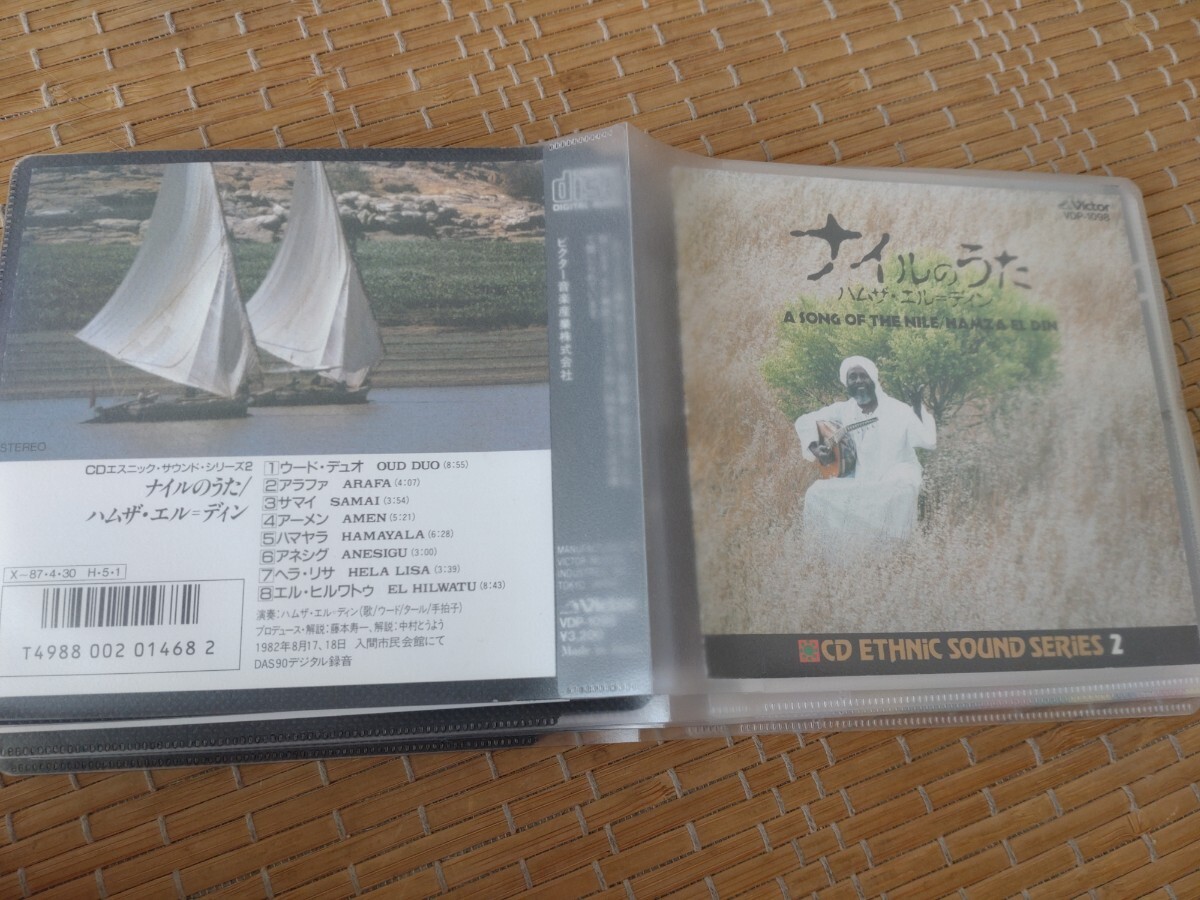 STEREO
CDエスニック・サウンド・シリーズ2
ナイルのうた/
ハムザ・エル=ディン
X-87・4・30 H・5・1
T4988 002 01468 2
1 ウード・デュオ OUD DUO (8:55)
2 アラファ ARAFA (4:07)
3 サマイ SAMAI (3:54)
4 アーメン AMEN (5:21)
5 ハマヤラ HAMAYALA (6:28)
6 アネシグ ANESIGU (3:00)
7 ヘラ・リサ HELA LISA (3:39)
8 エル・ヒルワトゥ EL HILWATU (8:43)
演奏:ハムザ・エル=ディン(歌/ウード/タール/手拍子)
プロデュース・解説:藤本寿一、解説:中村とうよう
1982年8月17、18日 入間市民会館にて
DAS90デジタル録音
disc
DIGITAL
ビクター音楽産業株式会社
Victor
VDP-1098
¥3,200
Made in
Victor
VDP-1098
ナイルのうた
ハムザ・エル=ディン
A SONG OF THE NILE/HAMZA EL DIN
CD ETHNIC SOUND SERIES 2